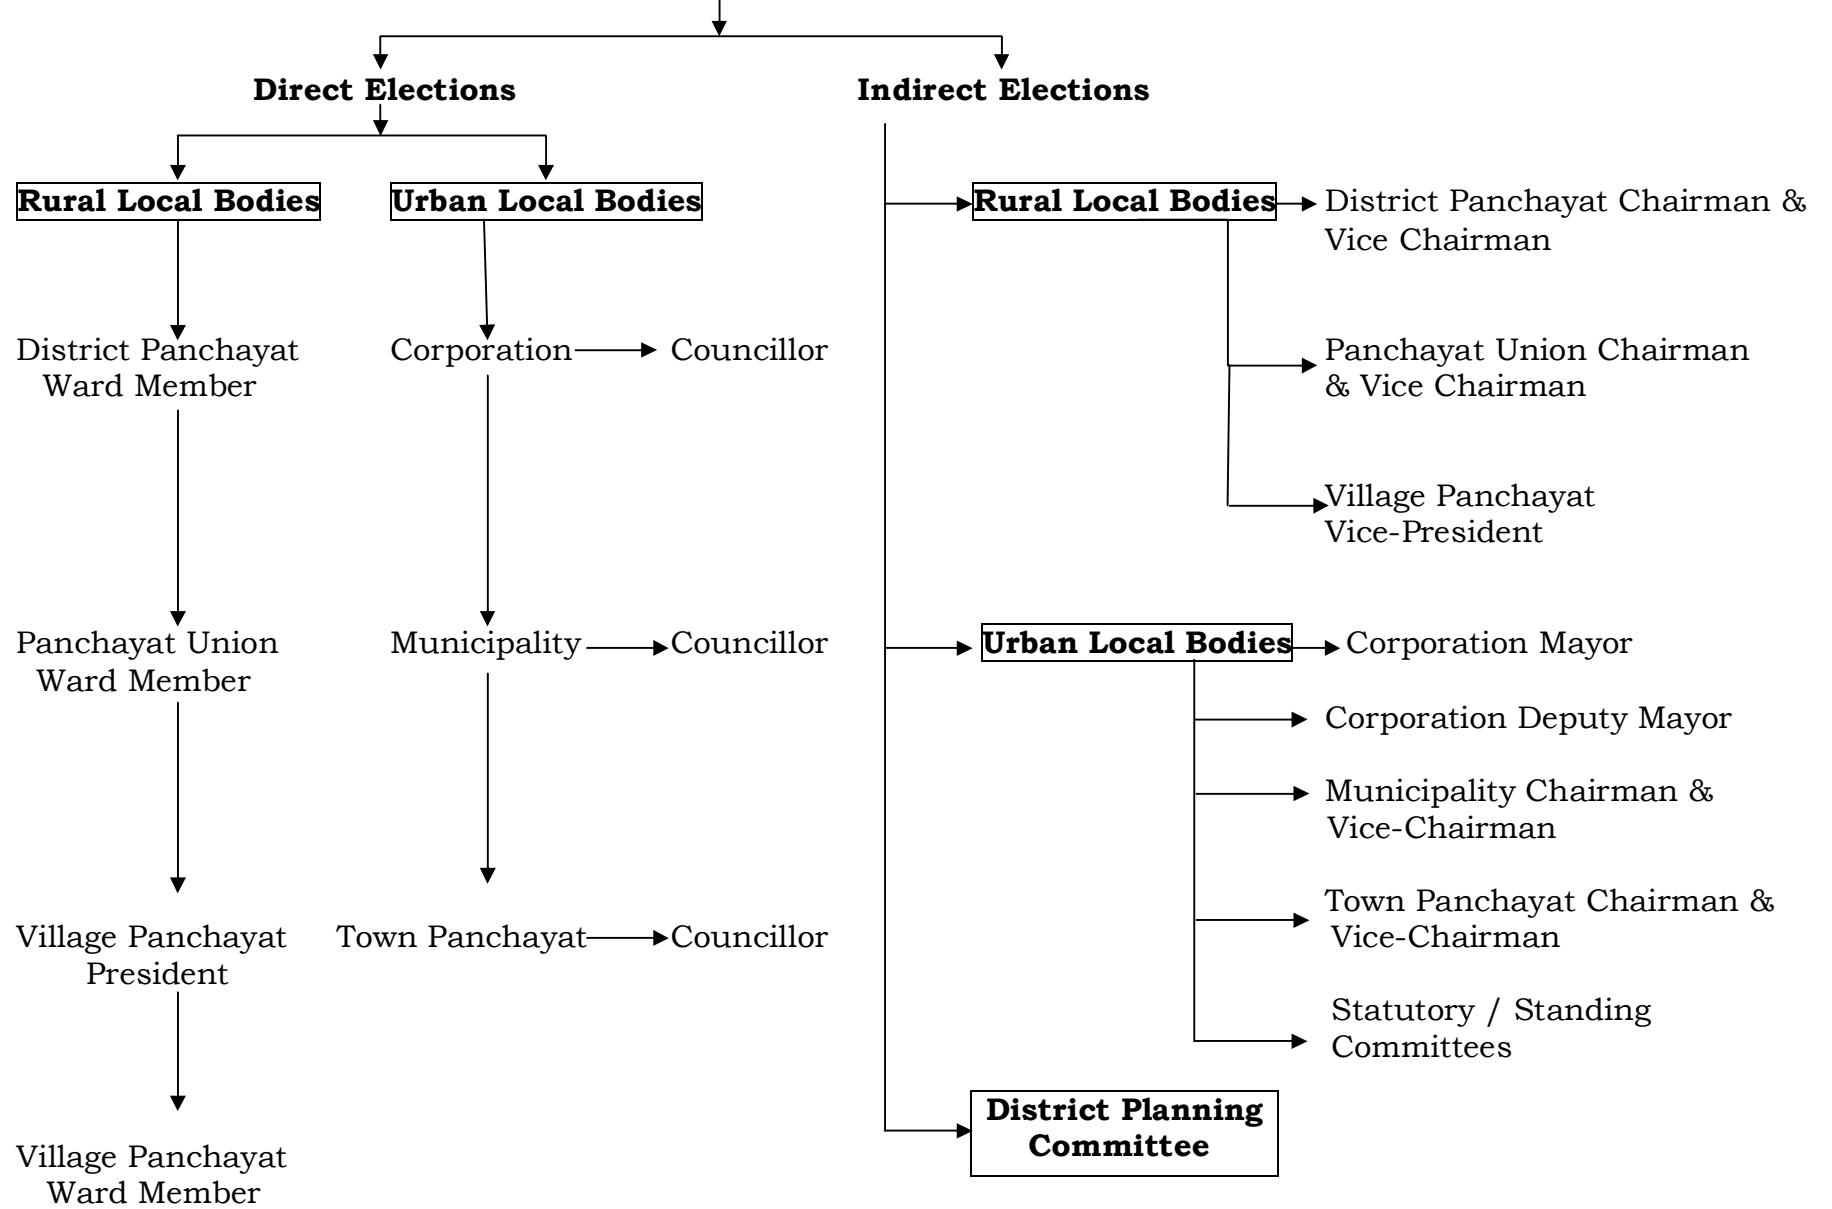 Direct Elections
Indirect Elections
Rural Local Bodies
Urban Local Bodies
District Panchayat
Ward Member
Corporation
Councillor
Panchayat Union
Ward Member
Municipality
Councillor
Village Panchayat
President
Town Panchayat
Councillor
Village Panchayat
Ward Member
Rural Local Bodies
District Panchayat Chairman &
Vice Chairman
Panchayat Union Chairman
& Vice Chairman
Village Panchayat
Vice-President
Urban Local Bodies
Corporation Mayor
Corporation Deputy Mayor
Municipality Chairman &
Vice-Chairman
Town Panchayat Chairman &
Vice-Chairman
Statutory / Standing
Committees
District Planning
Committee